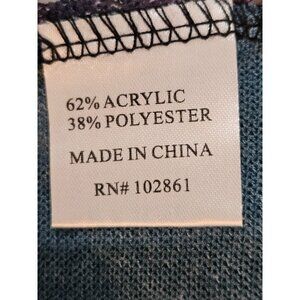 62% ACRYLIC
38% POLYESTER
MADE IN CHINA
RN# 102861